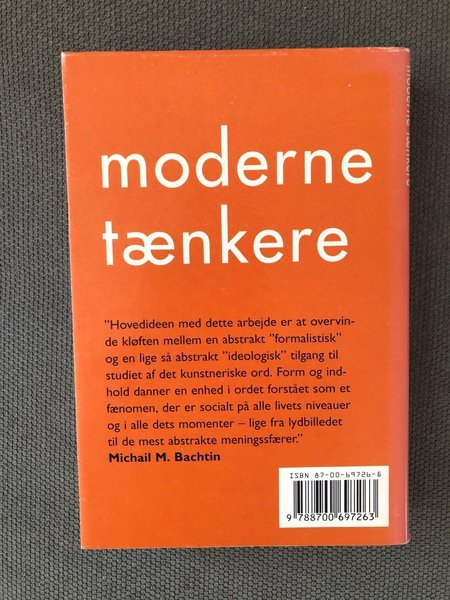 moderne
tænkere
moderne tænkere
"Hovedideen med dette arbejde er at overvin-
de kløften mellem en abstrakt "formalistisk"
og en lige så abstrakt "ideologisk" tilgang til
studiet af det kunstneriske ord. Form og ind-
hold danner en enhed i ordet forstået som et
fænomen, der er socialt på alle livets niveauer
og i alle dets momenter – lige fra lydbilledet
til de mest abstrakte meningssfærer."
Michail M. Bachtin
ISBN 87-00-69726-8
9 788700 697263